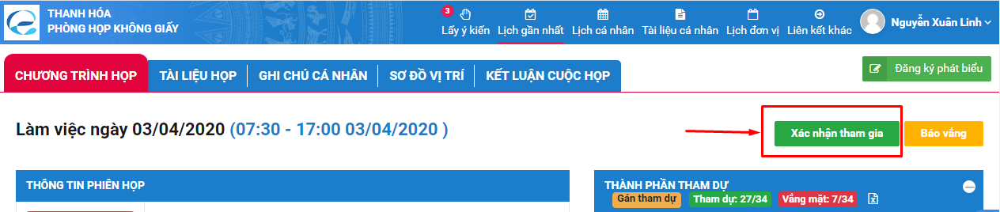 THANH HÓA
PHÒNG HỌP KHÔNG GIẤY
3
Lấy ý kiến Lịch gần nhất Lịch cá nhân Tài liệu cá nhân Lịch đơn vị Liên kết khác Nguyễn Xuân Linh
CHƯƠNG TRÌNH HỌP TÀI LIỆU HỌP GHI CHÚ CÁ NHÂN SƠ ĐỒ VỊ TRÍ KẾT LUẬN CUỘC HỌP Đăng ký phát biểu
Làm việc ngày 03/04/2020 (07:30 - 17:00 03/04/2020 ) Xác nhận tham gia Báo vắng
THÔNG TIN PHIÊN HỌP THÀNH PHẦN THAM DỰ
Gán tham dự Tham dự: 27/34 Vắng mặt: 7/34